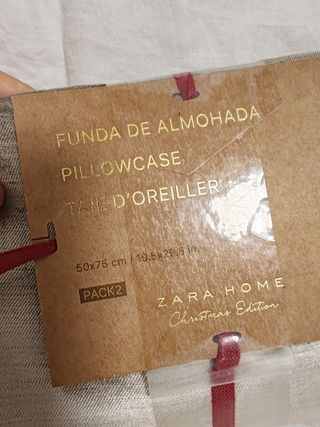 FUNDA DE ALMOHADA
PILLOWCASE
TAIE D'OREILLER
50x75 cm / 19.5x29.5 in.
PACK2
ZARA HOME
Christmas Edition